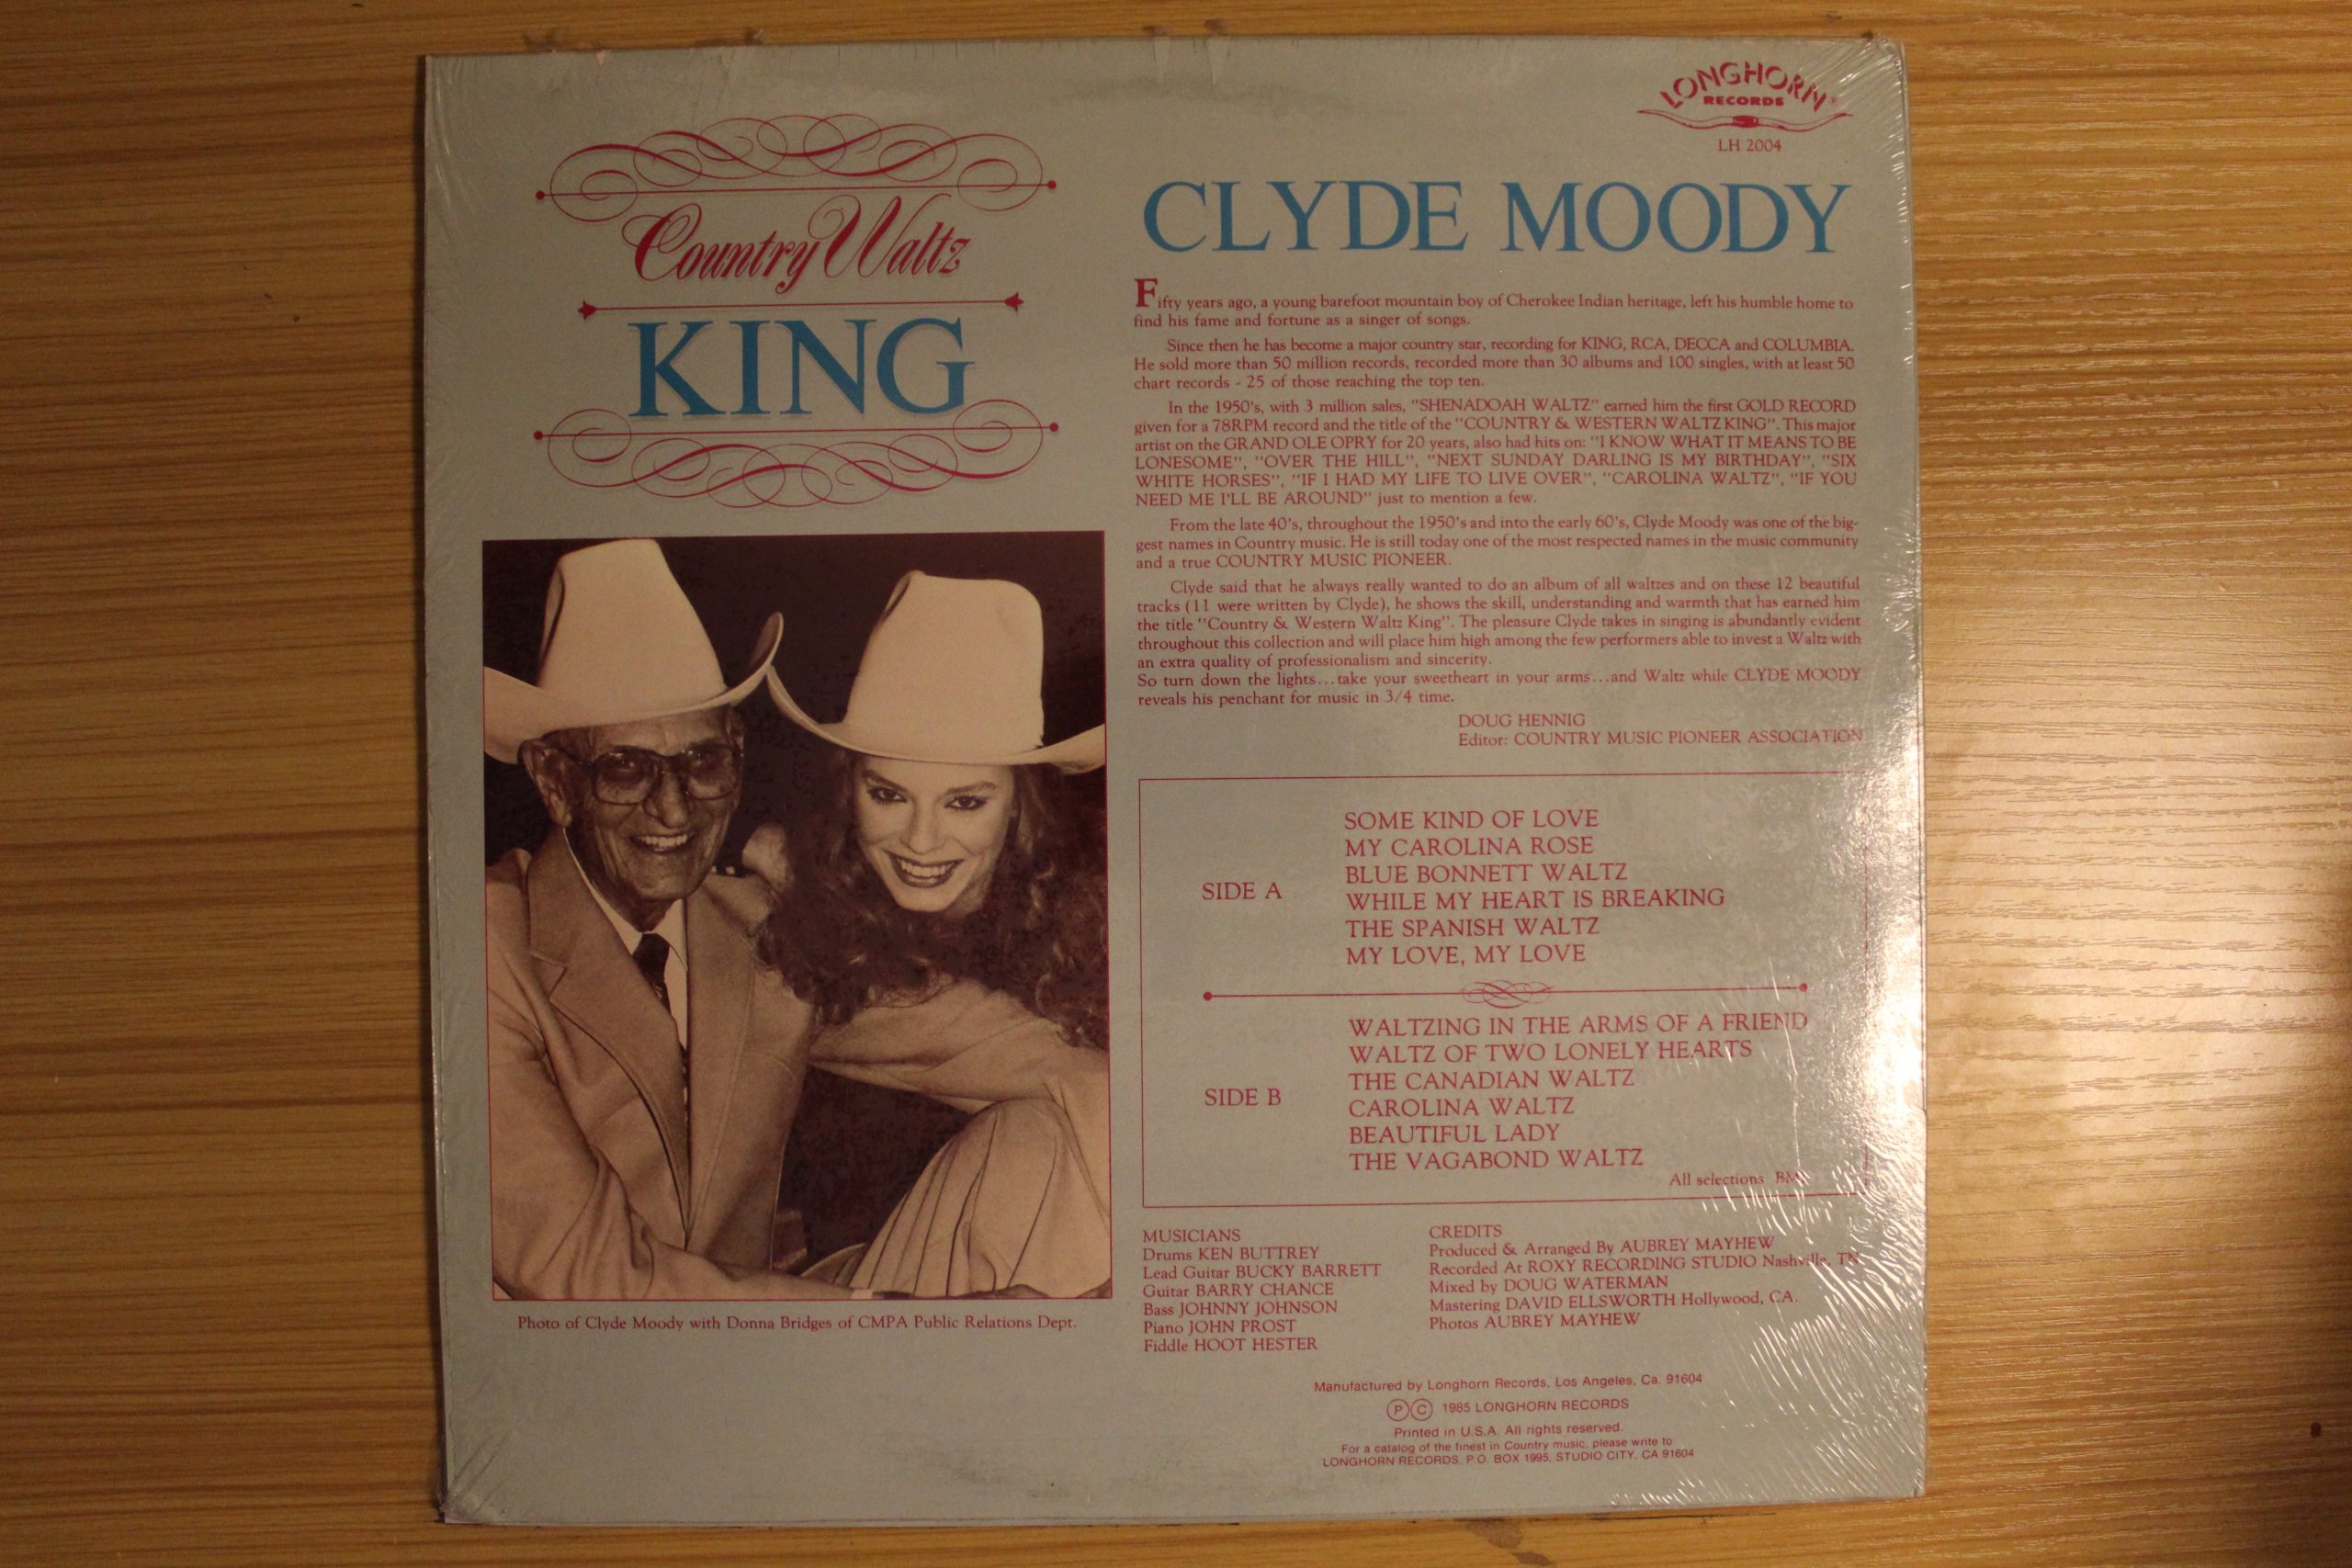 LONGHORN
RECORDS
LH 2004
Country Waltz
KING
CLYDE MOODY
Fifty years ago, a young barefoot mountain boy of Cherokee Indian heritage, left his humble home to
find his fame and fortune as a singer of songs.
Since then he has become a major country star, recording for KING, RCA, DECCA and COLUMBIA.
He sold more than 50 million records, recorded more than 30 albums and 100 singles, with at least 50
chart records - 25 of those reaching the top ten.
In the 1950's, with 3 million sales, "SHENADOAH WALTZ" earned him the first GOLD RECORD
given for a 78RPM record and the title of the "COUNTRY & WESTERN WALTZ KING". This major
artist on the GRAND OLE OPRY for 20 years, also had hits on: "I KNOW WHAT IT MEANS TO BE
LONESOME", "OVER THE HILL", "NEXT SUNDAY DARLING IS MY BIRTHDAY", "SIX
WHITE HORSES", "IF I HAD MY LIFE TO LIVE OVER", "CAROLINA WALTZ", "IF YOU
NEED ME I'LL BE AROUND" just to mention a few.
From the late 40's, throughout the 1950's and into the early 60's, Clyde Moody was one of the big-
gest names in Country music. He is still today one of the most respected names in the music community
and a true COUNTRY MUSIC PIONEER.
Clyde said that he always really wanted to do an album of all waltzes and on these 12 beautiful
tracks (11 were written by Clyde), he shows the skill, understanding and warmth that has earned him
the title "Country & Western Waltz King". The pleasure Clyde takes in singing is abundantly evident
throughout this collection and will place him high among the few performers able to invest a Waltz with
an extra quality of professionalism and sincerity.
So turn down the lights...take your sweetheart in your arms...and Waltz while CLYDE MOODY
reveals his penchant for music in 3/4 time.
DOUG HENNIG
Editor: COUNTRY MUSIC PIONEER ASSOCIATION
SIDE A
SOME KIND OF LOVE
MY CAROLINA ROSE
BLUE BONNETT WALTZ
WHILE MY HEART IS BREAKING
THE SPANISH WALTZ
MY LOVE, MY LOVE
SIDE B
WALTZING IN THE ARMS OF A FRIEND
WALTZ OF TWO LONELY HEARTS
THE CANADIAN WALTZ
CAROLINA WALTZ
BEAUTIFUL LADY
THE VAGABOND WALTZ
All selections BMI
Photo of Clyde Moody with Donna Bridges of CMPA Public Relations Dept.
MUSICIANS
Drums KEN BUTTREY
Lead Guitar BUCKY BARRETT
Guitar BARRY CHANCE
Bass JOHNNY JOHNSON
Piano JOHN PROST
Fiddle HOOT HESTER
CREDITS
Produced & Arranged By AUBREY MAYHEW
Recorded At ROXY RECORDING STUDIO Nashville, TN
Mixed by DOUG WATERMAN
Mastering DAVID ELLSWORTH Hollywood, CA.
Photos AUBREY MAYHEW
Manufactured by Longhorn Records, Los Angeles, Ca. 91604
Ⓟ Ⓒ 1985 LONGHORN RECORDS
Printed in U.S.A. All rights reserved.
For a catalog of the finest in Country music, please write to
LONGHORN RECORDS, P.O. BOX 1995, STUDIO CITY, CA 91604